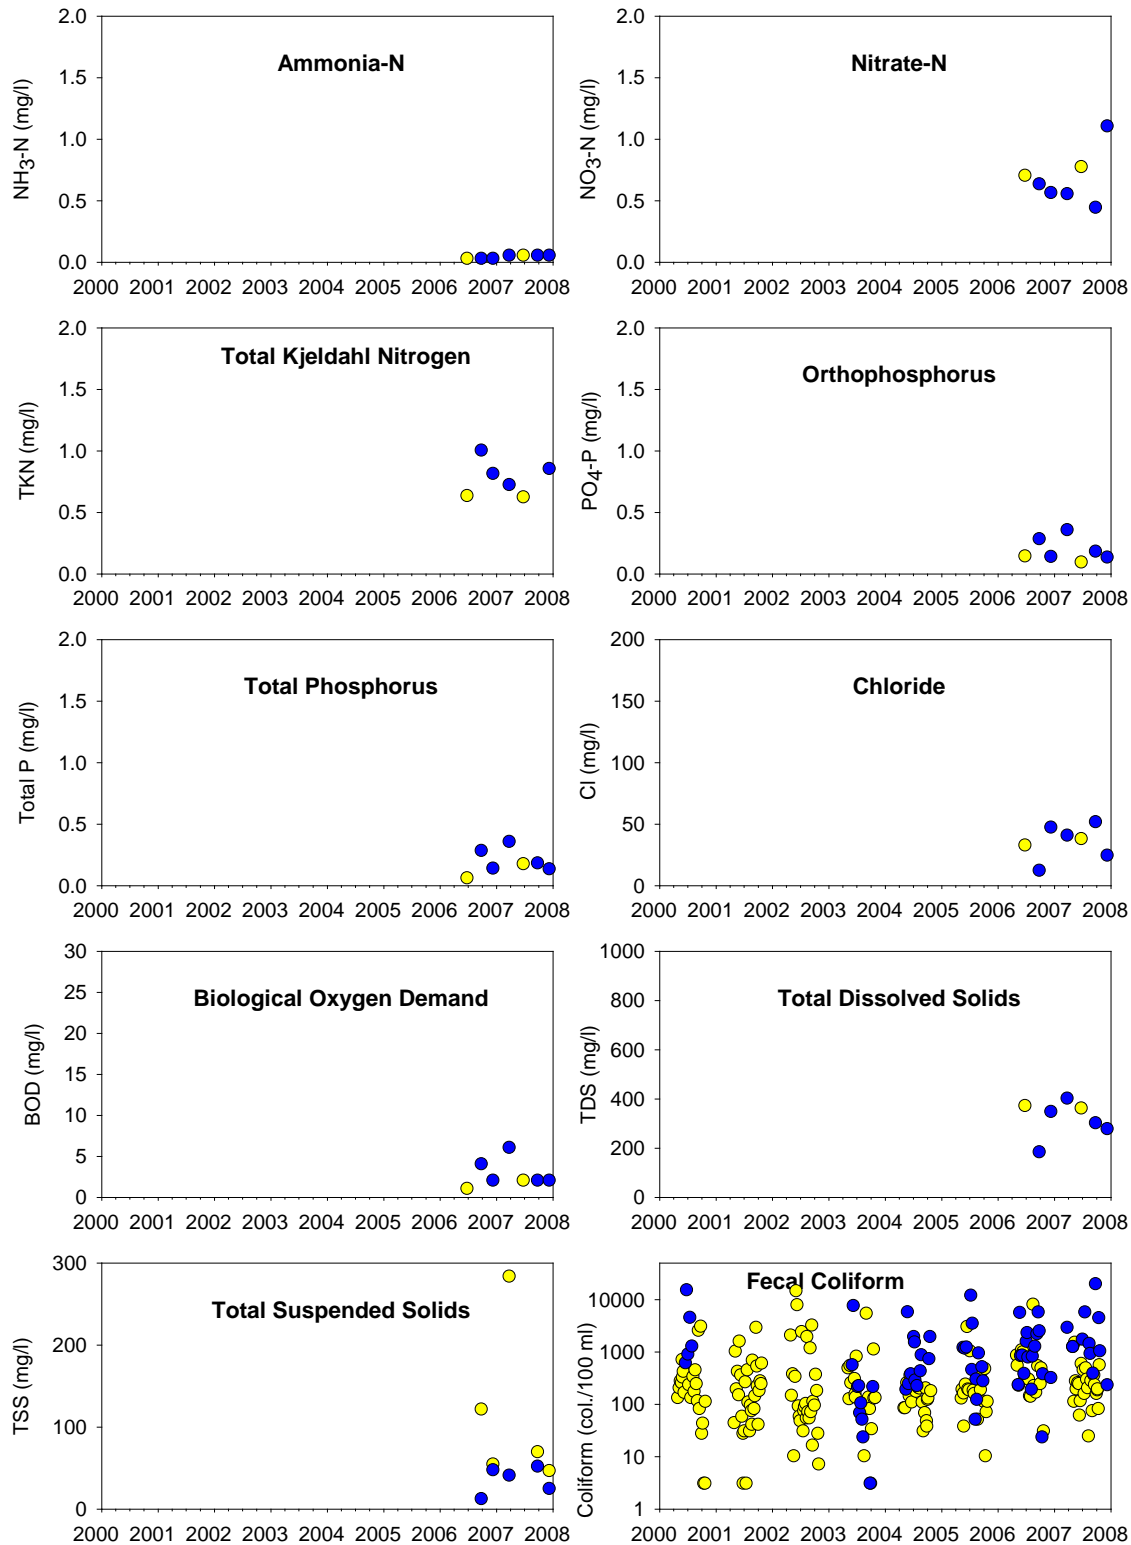 Ammonia-N
NH3-N (mg/l)
2.0
1.5
1.0
0.5
0.0
2000 2001 2002 2003 2004 2005 2006 2007 2008
Nitrate-N
NO3-N (mg/l)
2.0
1.5
1.0
0.5
0.0
2000 2001 2002 2003 2004 2005 2006 2007 2008
Total Kjeldahl Nitrogen
TKN (mg/l)
2.0
1.5
1.0
0.5
0.0
2000 2001 2002 2003 2004 2005 2006 2007 2008
Orthophosphorus
PO4-P (mg/l)
2.0
1.5
1.0
0.5
0.0
2000 2001 2002 2003 2004 2005 2006 2007 2008
Total Phosphorus
Total P (mg/l)
2.0
1.5
1.0
0.5
0.0
2000 2001 2002 2003 2004 2005 2006 2007 2008
Chloride
Cl (mg/l)
200
150
100
50
0
2000 2001 2002 2003 2004 2005 2006 2007 2008
Biological Oxygen Demand
BOD (mg/l)
30
25
20
15
10
5
0
2000 2001 2002 2003 2004 2005 2006 2007 2008
Total Dissolved Solids
TDS (mg/l)
1000
800
600
400
200
0
2000 2001 2002 2003 2004 2005 2006 2007 2008
Total Suspended Solids
TSS (mg/l)
300
200
100
0
2000 2001 2002 2003 2004 2005 2006 2007 2008
Fecal Coliform
Coliform (col./100 ml)
10000
1000
100
10
1
2000 2001 2002 2003 2004 2005 2006 2007 2008